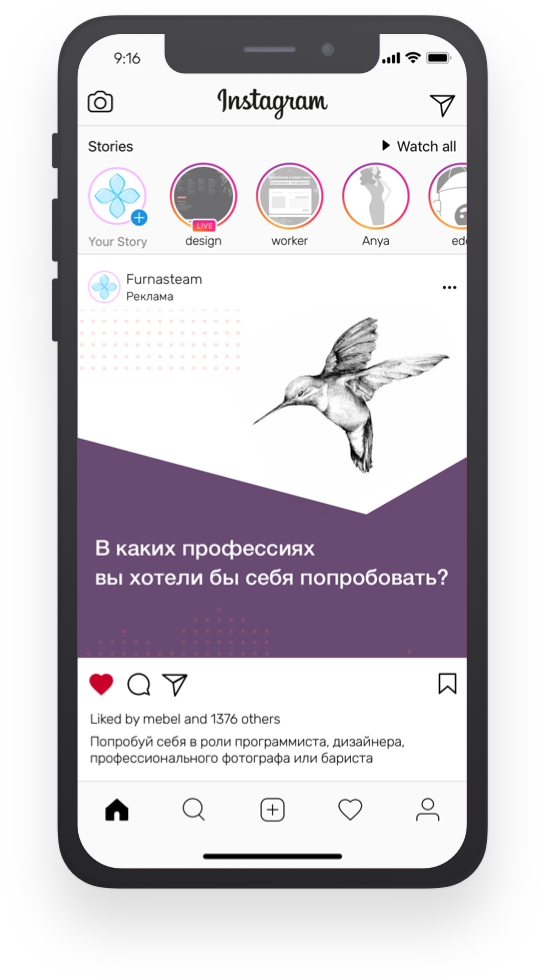 9:16
Instagram
Stories
Watch all
LIVE
Your Story
design
worker
Anya
Furnasteam
Реклама
В каких профессиях
вы хотели бы себя попробовать?
Liked by mebel and 1376 others
Попробуй себя в роли программиста, дизайнера,
профессионального фотографа или бариста